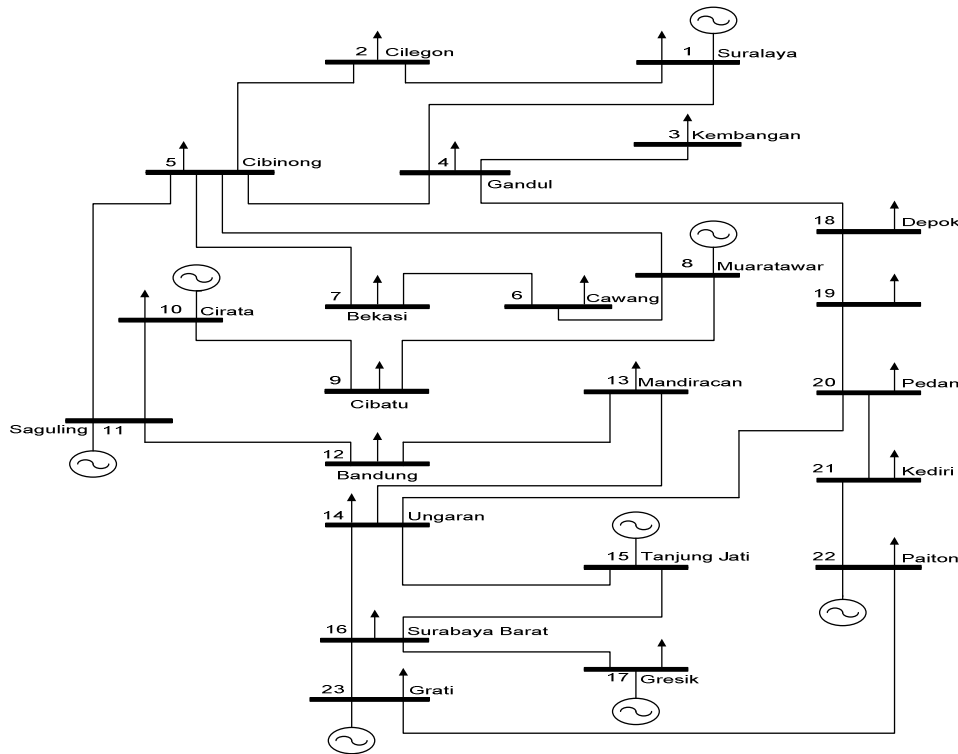 2 Cilegon
1 Suralaya
3 Kembangan
5 Cibinong
4
Gandul
18 Depok
8
Muaratawar
10 Cirata
7
Bekasi
6 Cawang
19
9
Cibatu
13 Mandiracan
20 Pedan
Saguling 11
12
Bandung
21 Kediri
14 Ungaran
15 Tanjung Jati
22 Paiton
16 Surabaya Barat
17 Gresik
23 Grati